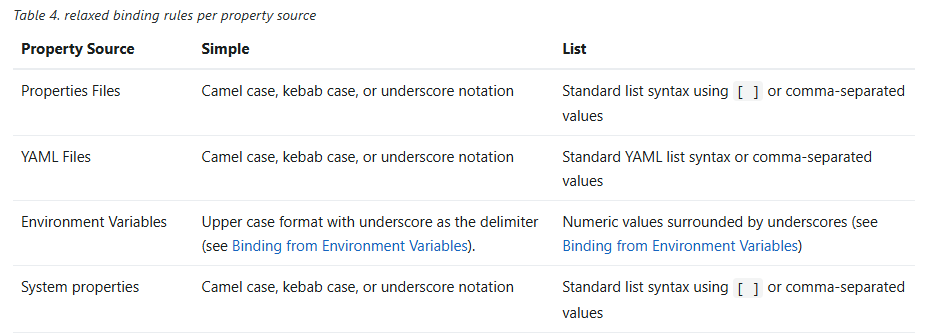 Table 4. relaxed binding rules per property source
Property Source Simple List
Properties Files Camel case, kebab case, or underscore notation Standard list syntax using [ ] or comma-separated
values
YAML Files Camel case, kebab case, or underscore notation Standard YAML list syntax or comma-separated
values
Environment Variables Upper case format with underscore as the delimiter Numeric values surrounded by underscores (see
(see Binding from Environment Variables). Binding from Environment Variables)
System properties Camel case, kebab case, or underscore notation Standard list syntax using [ ] or comma-separated
values